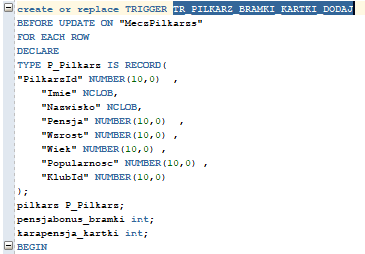 create or replace TRIGGER TR_PILKARZ_BRAMKI_KARTKI_DODAJ
BEFORE UPDATE ON "MeczPilkarzs"
FOR EACH ROW
DECLARE
TYPE P_Pilkarz IS RECORD(
"PilkarzId" NUMBER(10,0)  ,
    "Imie" NCLOB,
    "Nazwisko" NCLOB,
    "Pensja" NUMBER(10,0)  ,
    "Wzrost" NUMBER(10,0) ,
    "Wiek" NUMBER(10,0) ,
    "Popularnosc" NUMBER(10,0) ,
    "KlubId" NUMBER(10,0)
);
pilkarz P_Pilkarz;
pensjabonus_bramki int;
karapensja_kartki int;
BEGIN